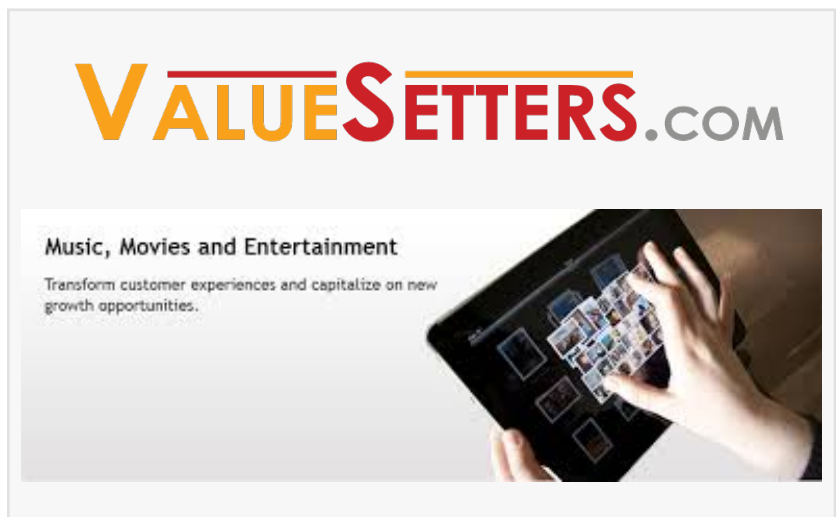 VALUESETTERS.COM
Music, Movies and Entertainment
Transform customer experiences and capitalize on new
growth opportunities.